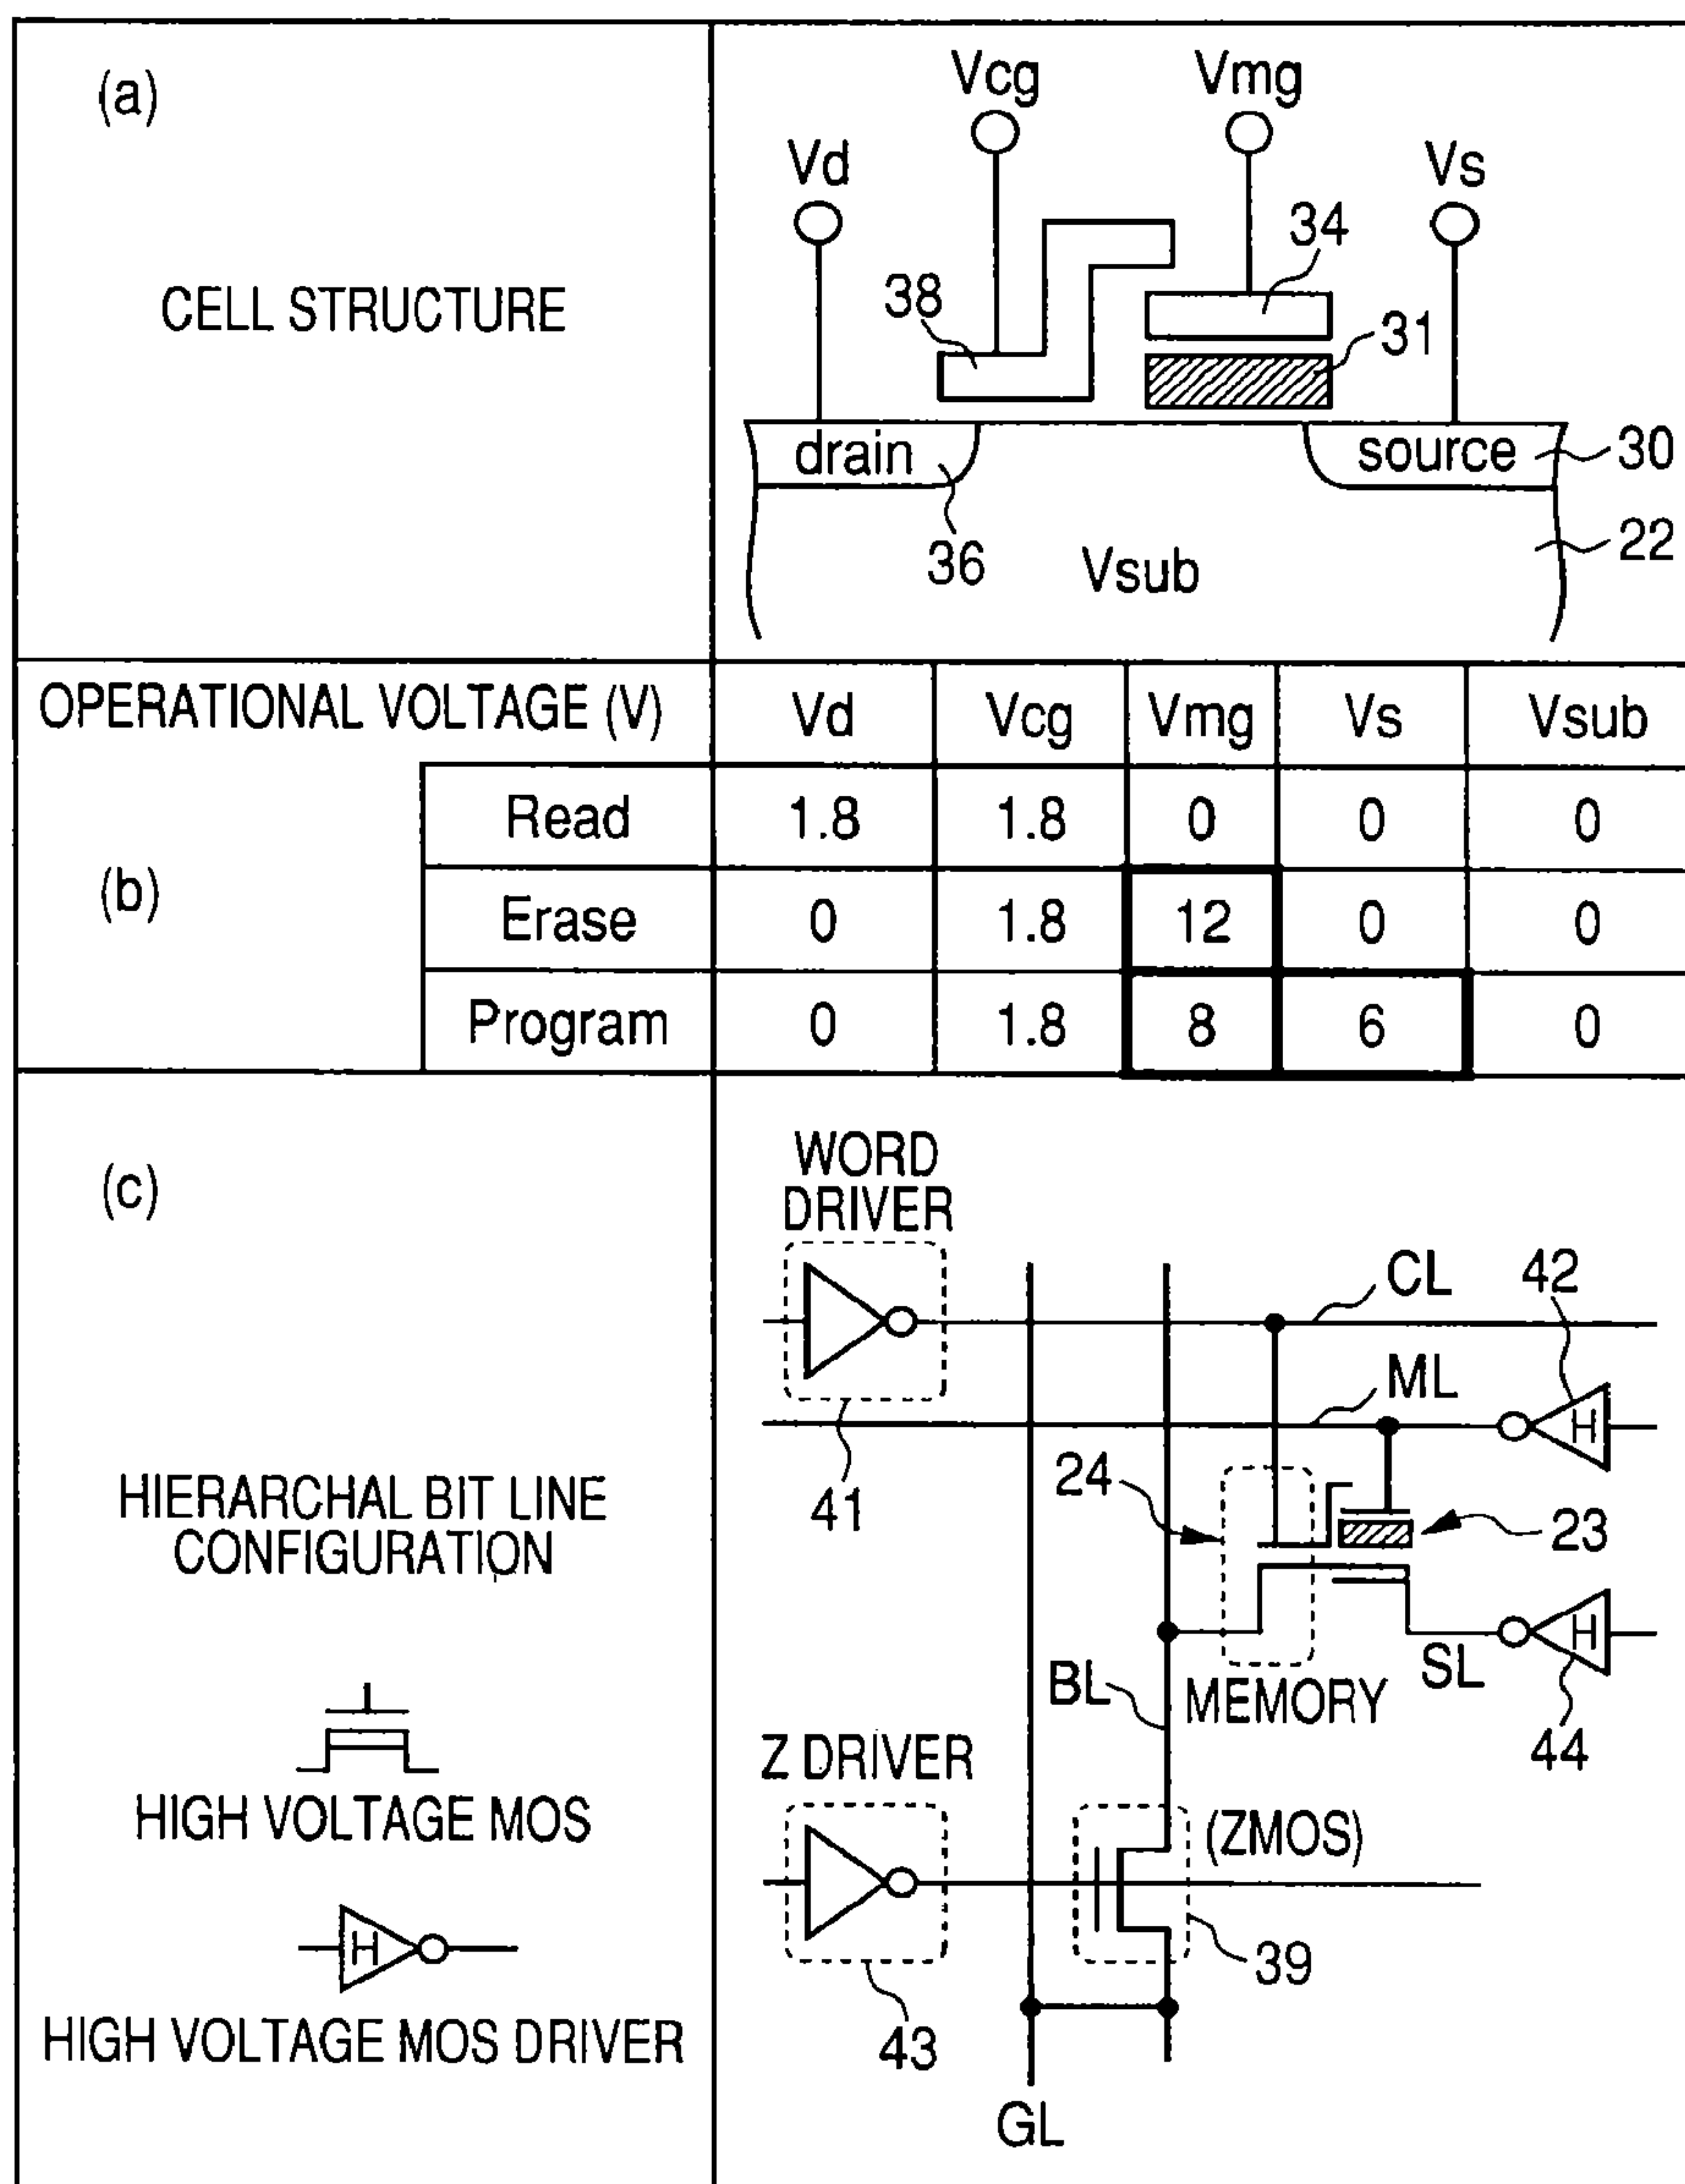 (a)
CELL STRUCTURE
Vcg
Vmg
Vd
Vs
34
38
31
drain
source
30
36
Vsub
22
OPERATIONAL VOLTAGE (V) Vd Vcg Vmg Vs Vsub
(b)
Read 1.8 1.8 0 0 0
Erase 0 1.8 12 0 0
Program 0 1.8 8 6 0
(c)
HIERARCHAL BIT LINE
CONFIGURATION
HIGH VOLTAGE MOS
H
HIGH VOLTAGE MOS DRIVER
WORD
DRIVER
CL
42
ML
H
41
24
23
H
SL
BL
MEMORY
44
Z DRIVER
(ZMOS)
39
43
GL